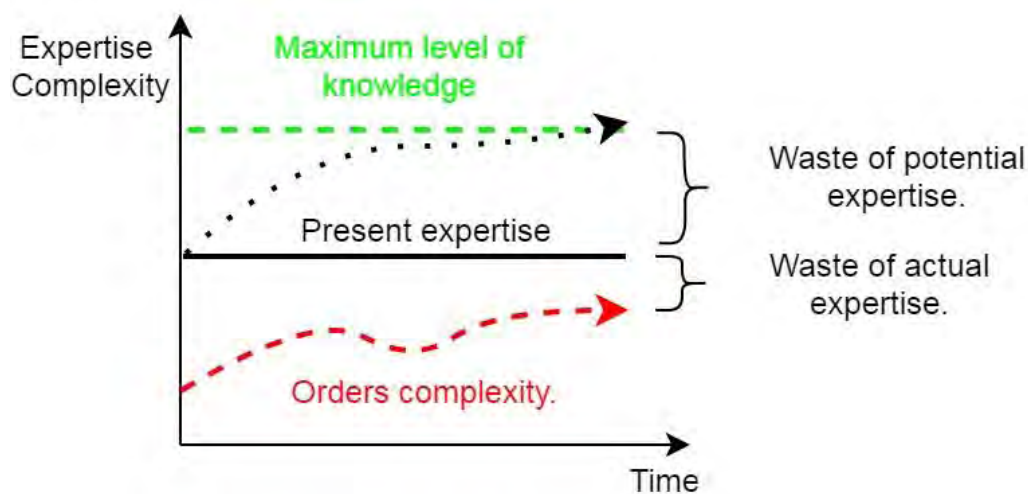 Expertise
Complexity
Maximum level of
knowledge
Waste of potential
expertise.
Present expertise
Waste of actual
expertise.
Orders complexity.
Time